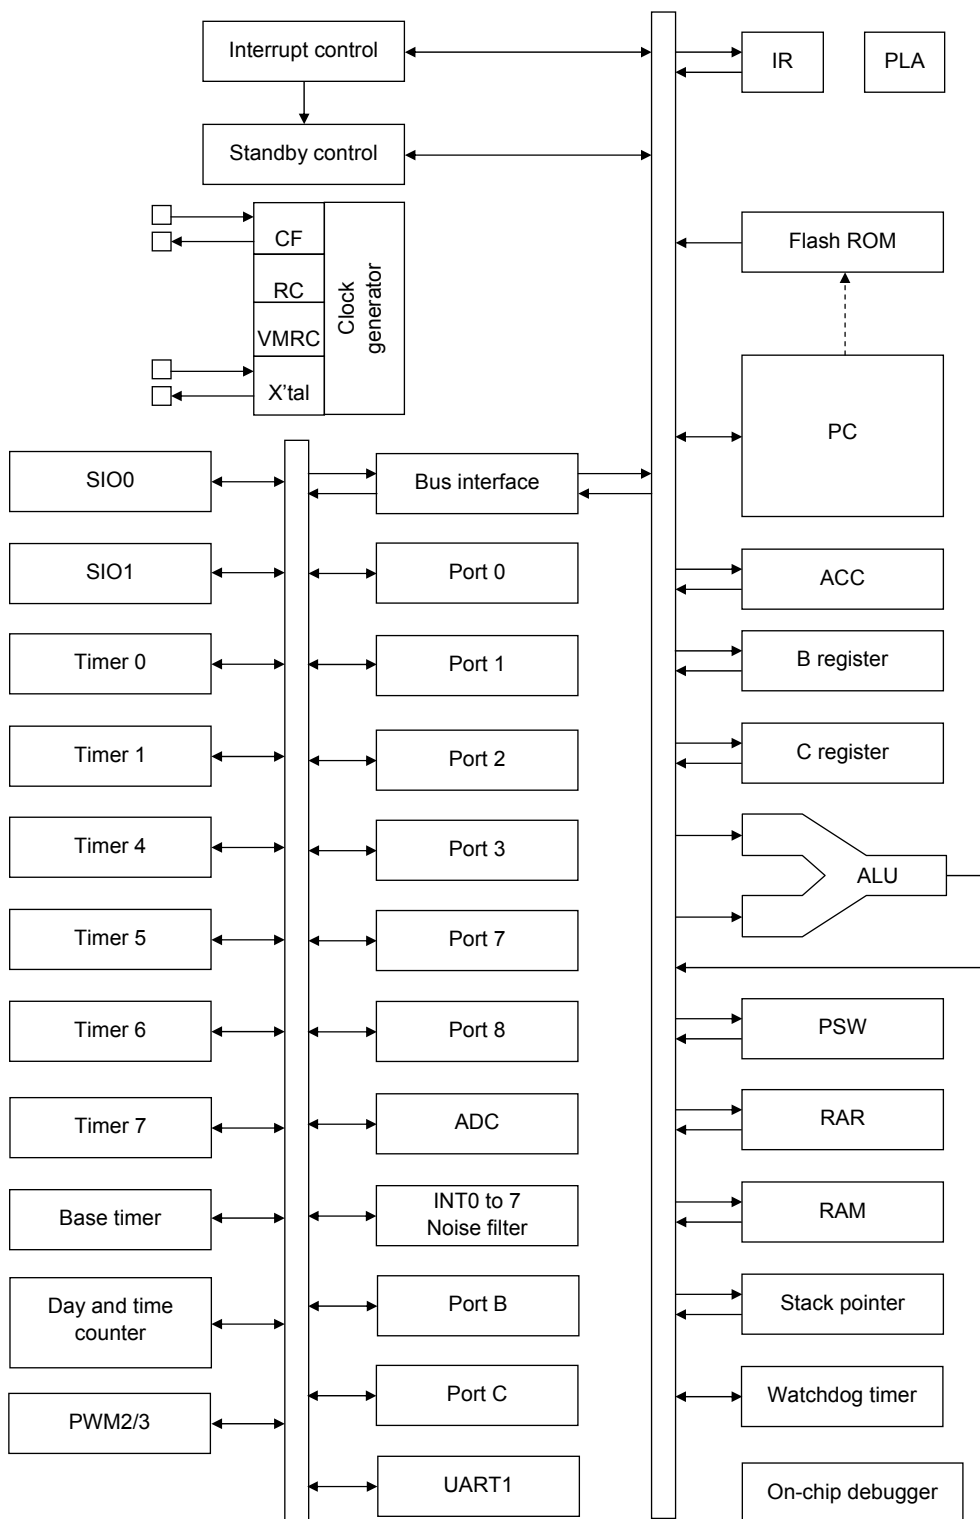 Interrupt control
IR
PLA
Standby control
CF
RC
VMRC
X'tal
Clock
generator
Flash ROM
PC
SIO0
Bus interface
SIO1
Port 0
ACC
Timer 0
Port 1
B register
Timer 1
Port 2
C register
Timer 4
Port 3
ALU
Timer 5
Port 7
Timer 6
Port 8
PSW
Timer 7
ADC
RAR
Base timer
INT0 to 7
Noise filter
RAM
Day and time
counter
Port B
Stack pointer
PWM2/3
Port C
Watchdog timer
UART1
On-chip debugger